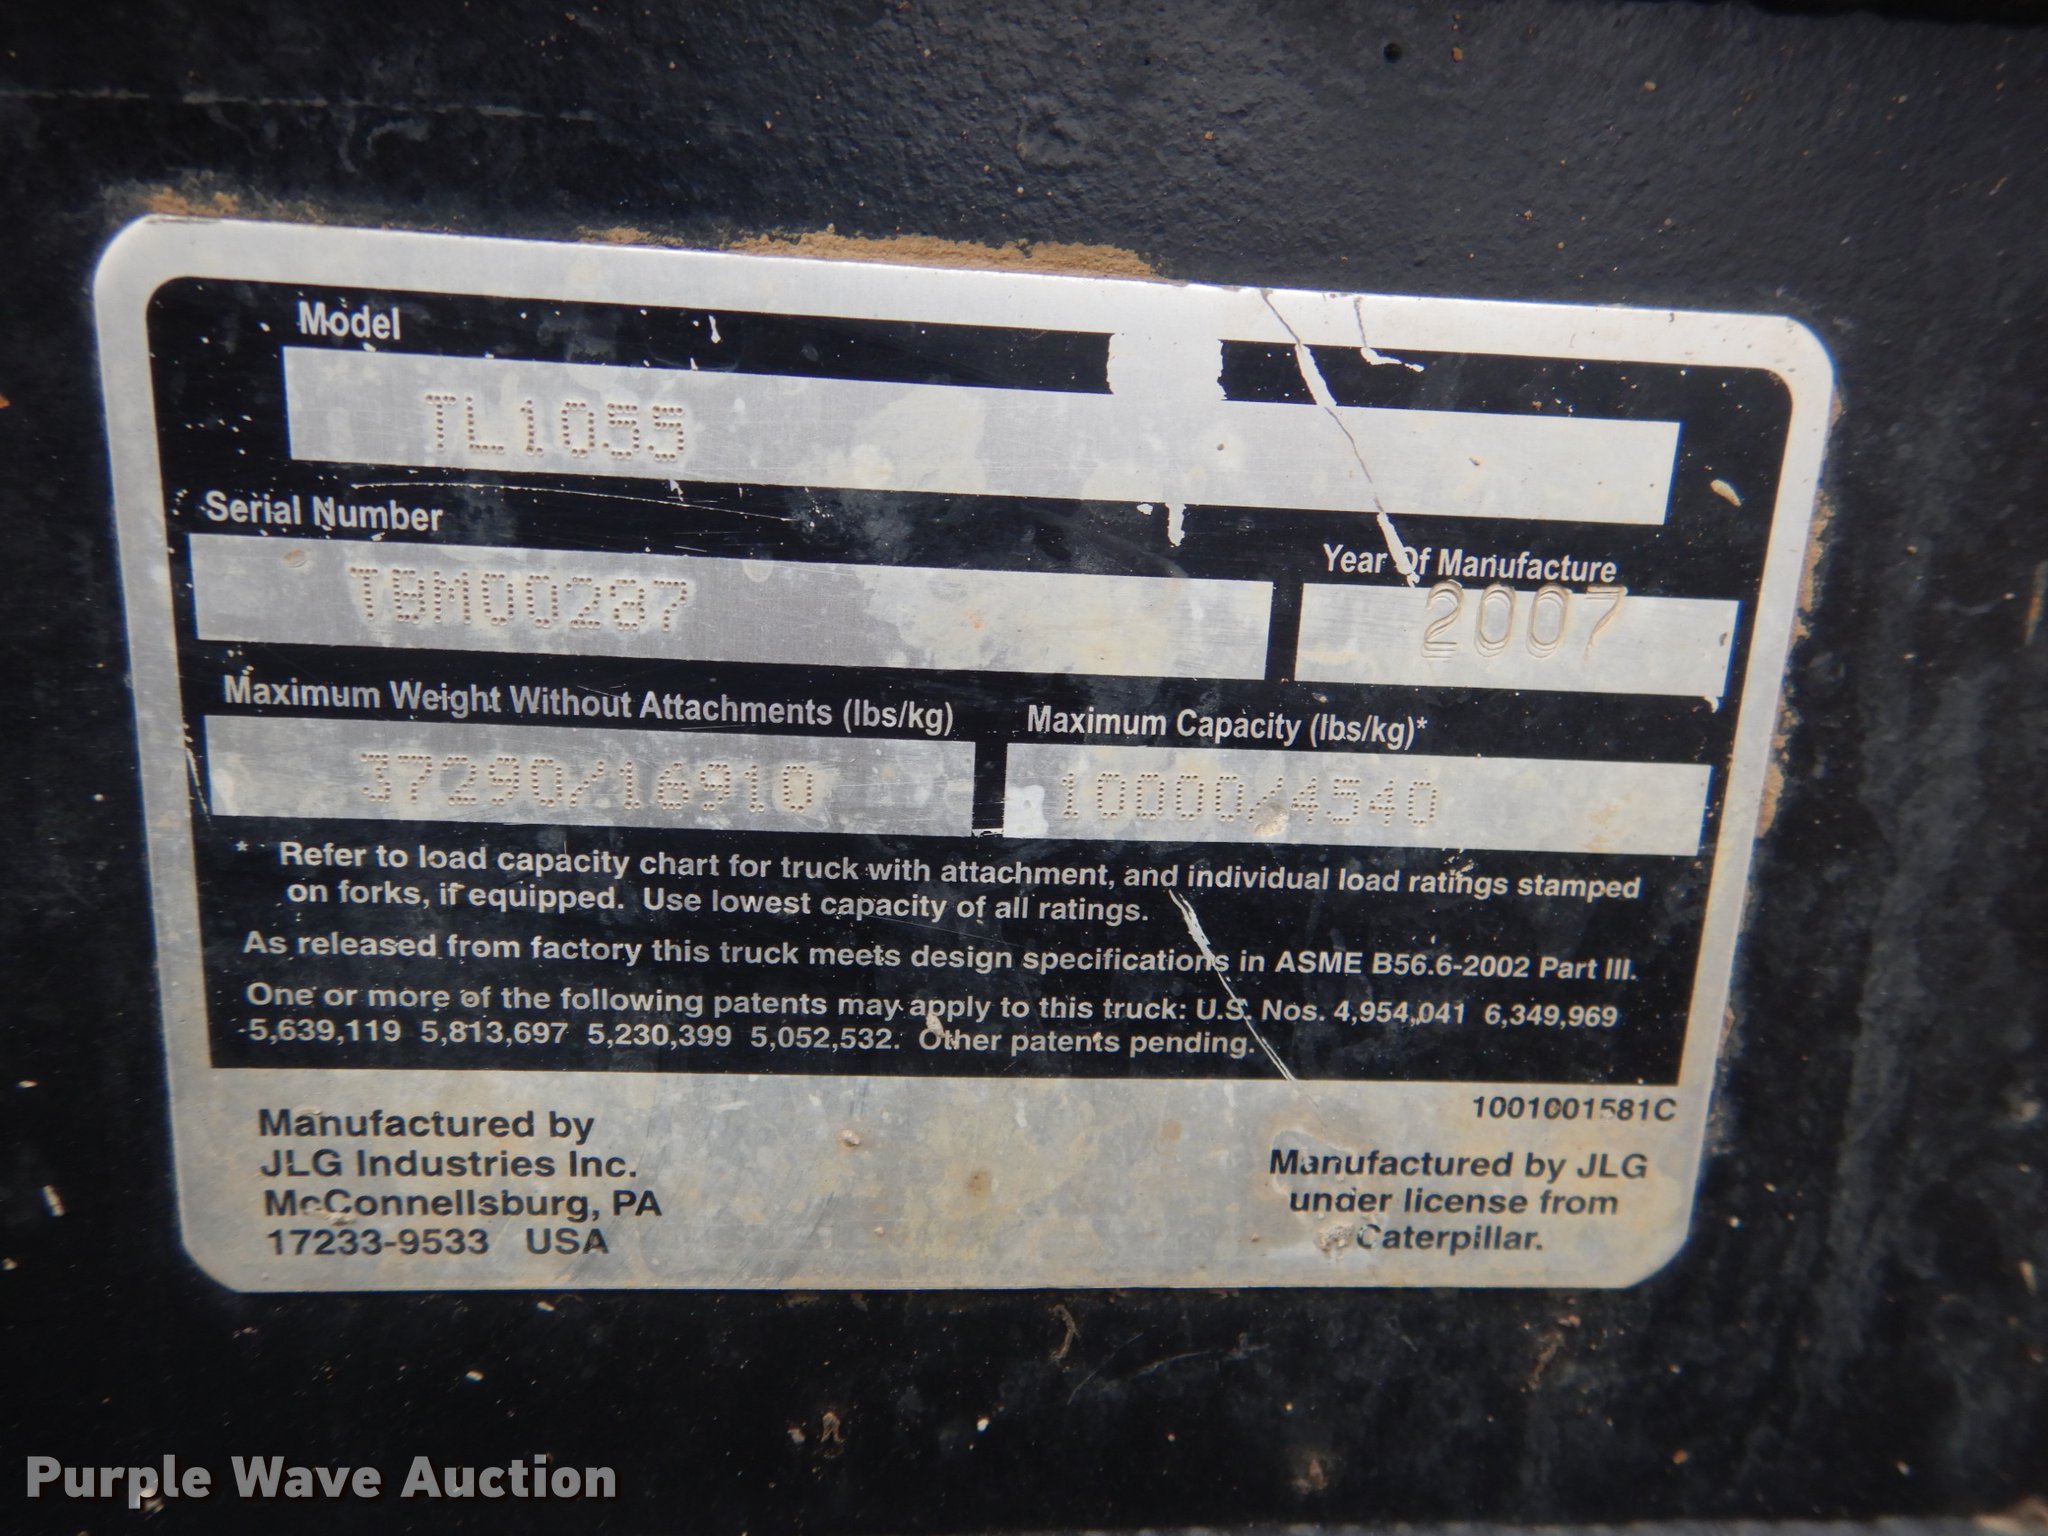 Model
TL1055
Serial Number
Year Of Manufacture
2007
Maximum Weight Without Attachments (lbs/kg)
Maximum Capacity (lbs/kg)*
37290/16910
10000/4540
* Refer to load capacity chart for truck with attachment, and individual load ratings stamped
on forks, if equipped. Use lowest capacity of all ratings.
As released from factory this truck meets design specifications in ASME B56.6-2002 Part III.
One or more of the following patents may apply to this truck: U.S. Nos. 4,954,041 6,349,969
5,639,119 5,813,697 5,230,399 5,052,532. Other patents pending.
1001001581C
Manufactured by
JLG Industries Inc.
McConnellsburg, PA
17233-9533 USA
Manufactured by JLG
under license from
Caterpillar.
Purple Wave Auction